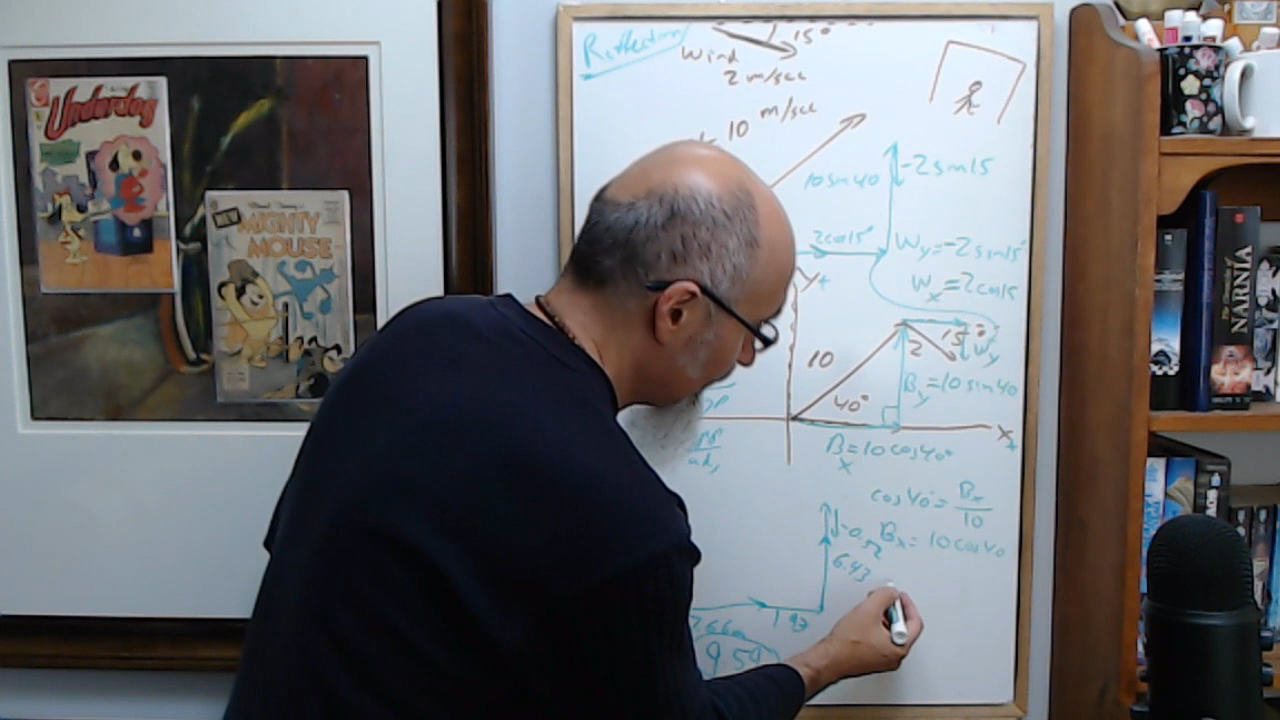 Underdog
NEW
MIGHTY
MOUSE
Reflection
15°
Wind
2 m/sec
10 m/sec
10 sin 40
-2 sin 15
2 cos 15°
Wy = -2 sin 15°
Wx = 2 cos 15
y+
10
2
15°
Wy
By = 10 sin 40
40°
x+
Bx = 10 cos 40°
cos 40 = Bx/10
Bx = 10 cos 40
-0.52
6.43
7.66
1.93
9.59
NARNIA